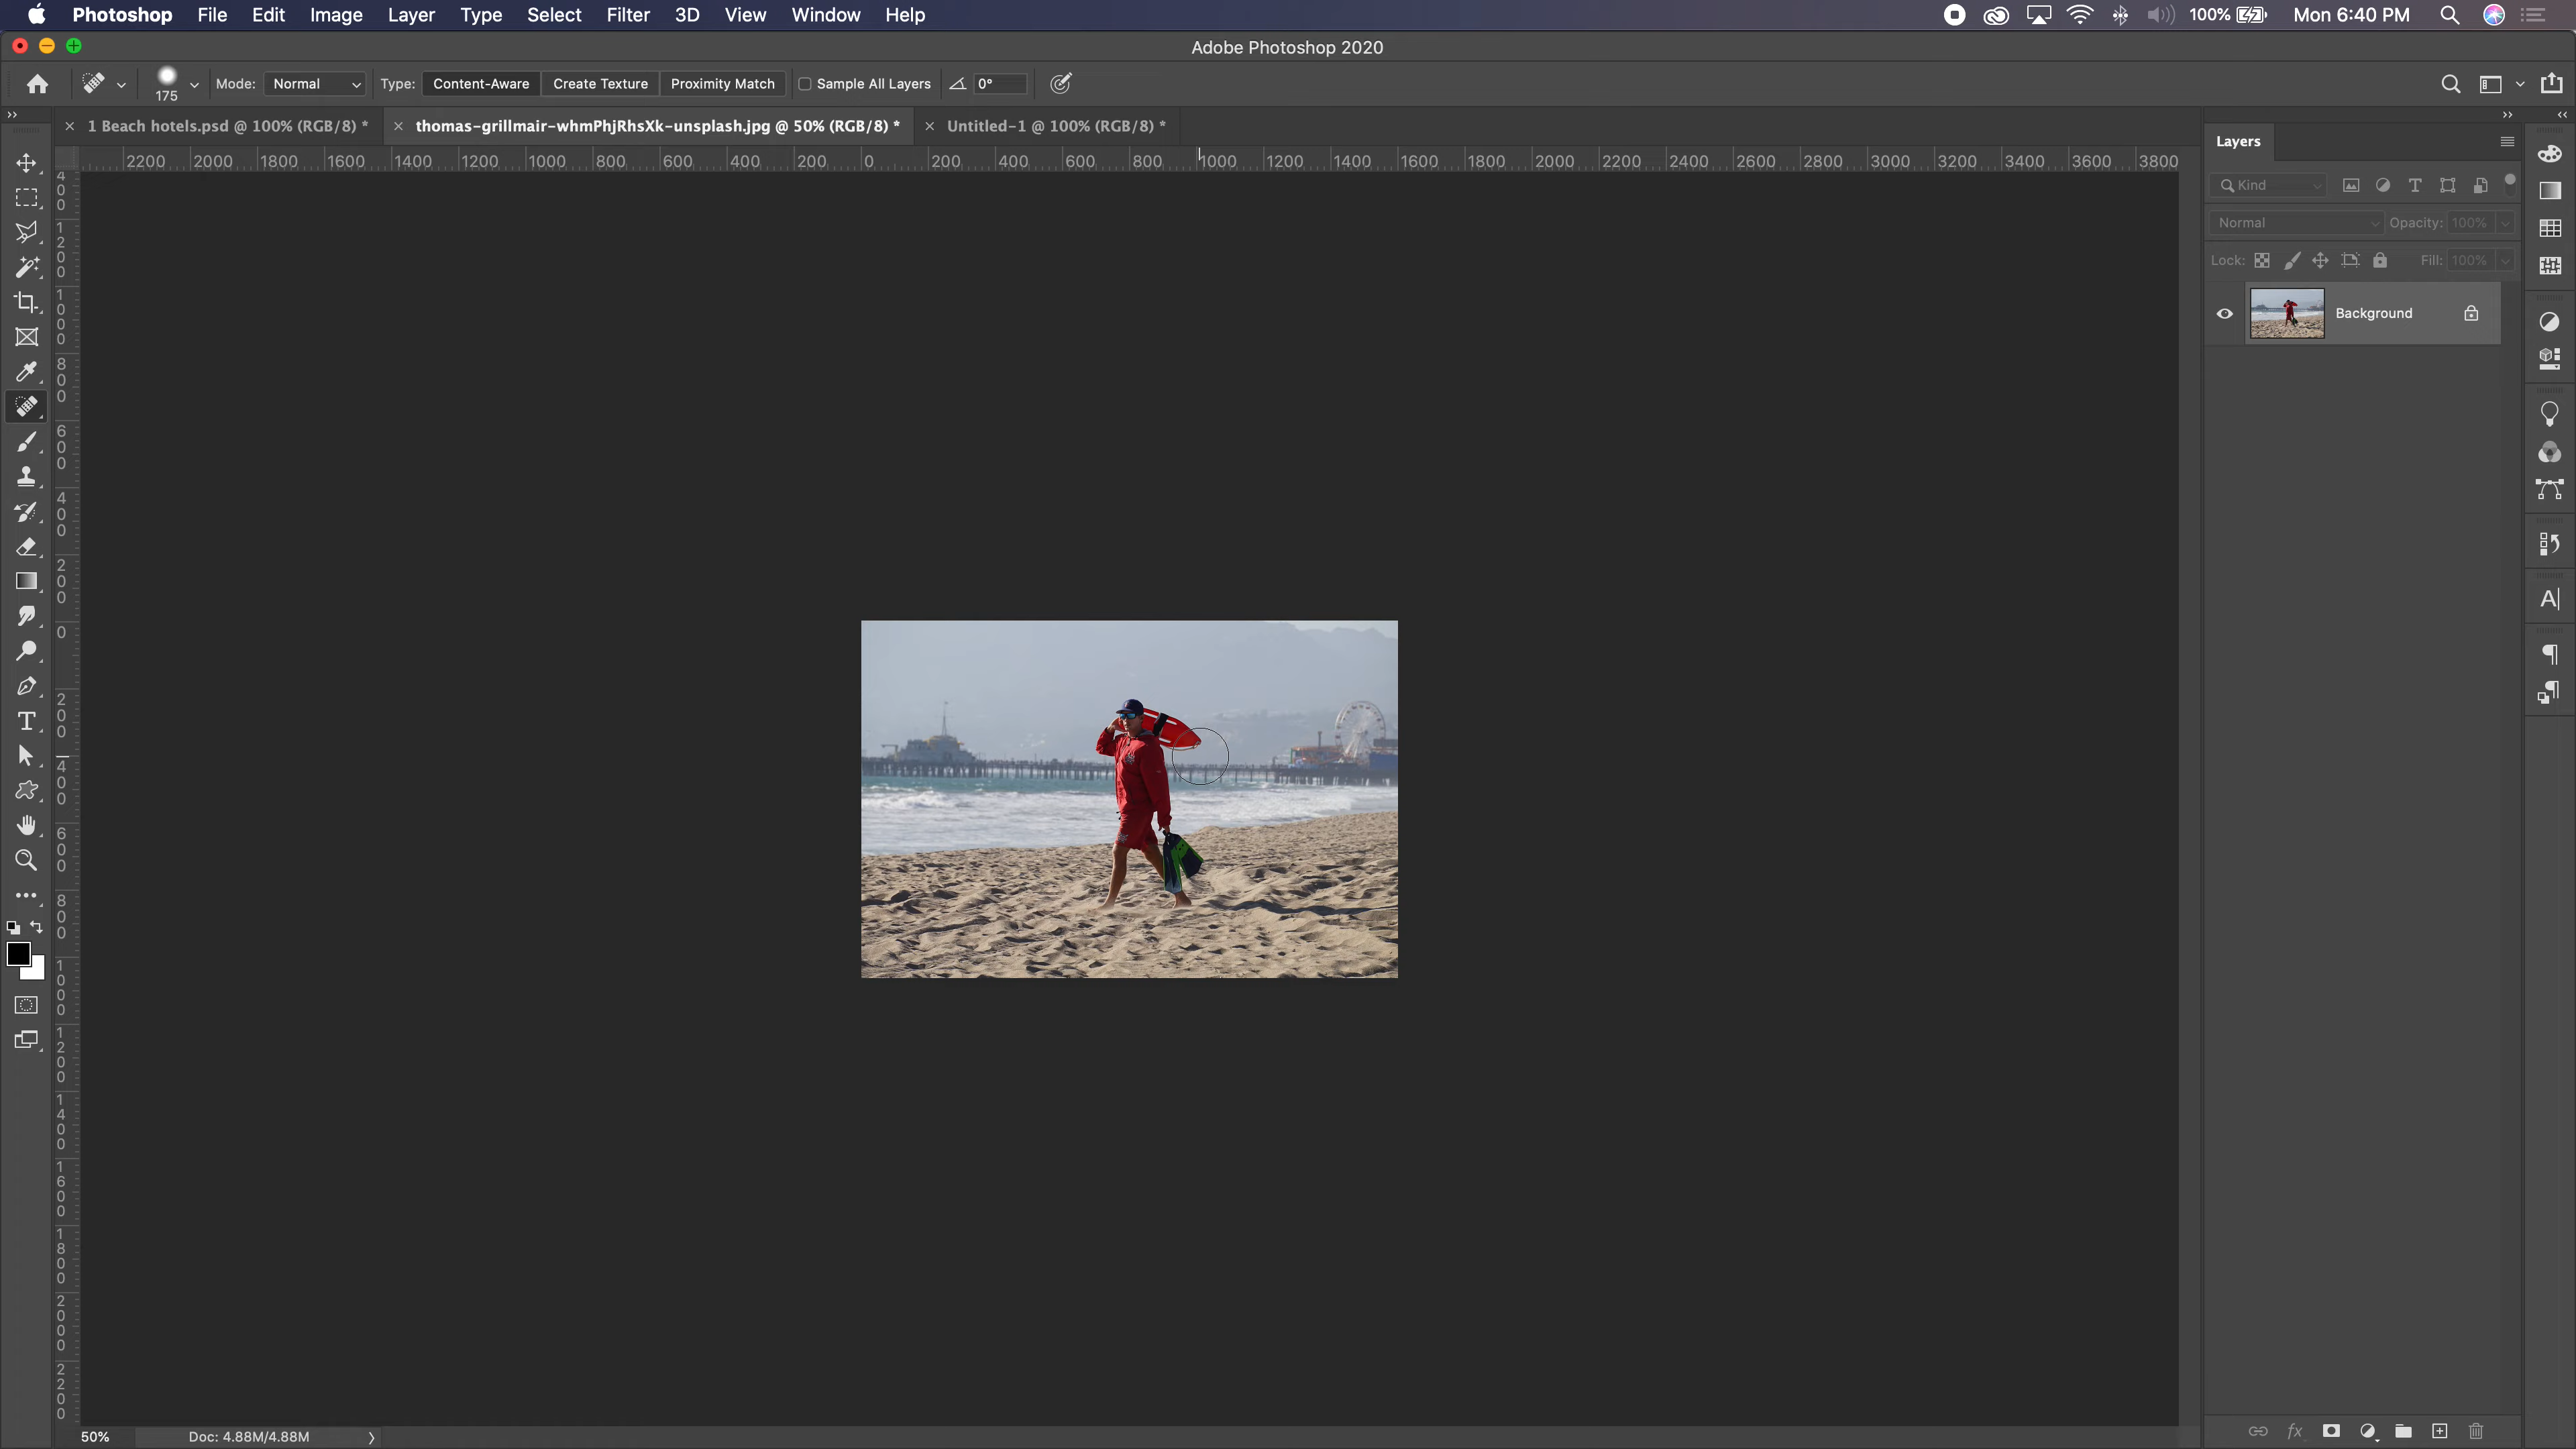 Photoshop File Edit Image Layer Type Select Filter 3D View Window Help 100% Mon 6:40 PM
Adobe Photoshop 2020
175 Mode: Normal Type: Content-Aware Create Texture Proximity Match Sample All Layers 0°
1 Beach hotels.psd @ 100% (RGB/8) * thomas-grillmair-whmPhjRhsXk-unsplash.jpg @ 50% (RGB/8) * Untitled-1 @ 100% (RGB/8) *
2200 2000 1800 1600 1400 1200 1000 800 600 400 200 0 200 400 600 800 1000 1200 1400 1600 1800 2000 2200 2400 2600 2800 3000 3200 3400 3600 3800
Layers
Kind
Normal Opacity: 100%
Lock: Fill: 100%
Background
400
1200
1000
800
600
400
200
0
200
400
600
800
1000
1200
1400
1600
1800
2000
2200
50% Doc: 4.88M/4.88M